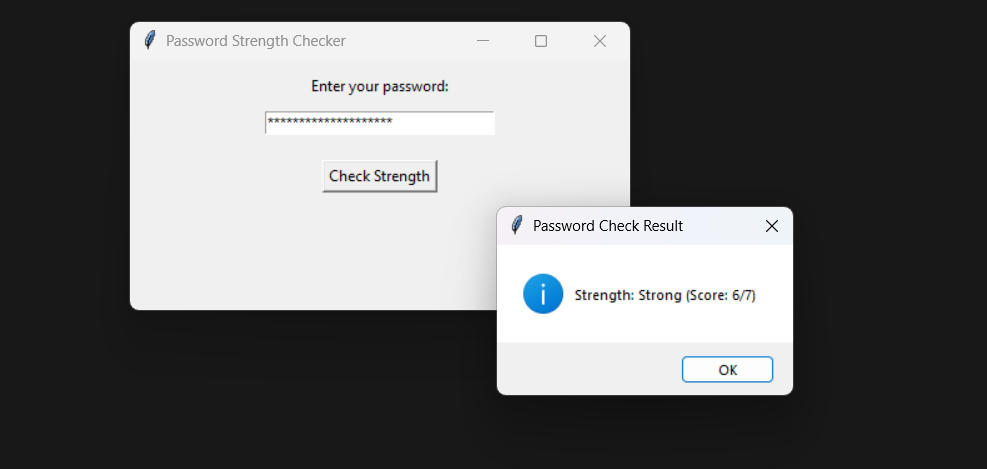 Password Strength Checker
Enter your password:
********************
Check Strength
Password Check Result
Strength: Strong (Score: 6/7)
OK